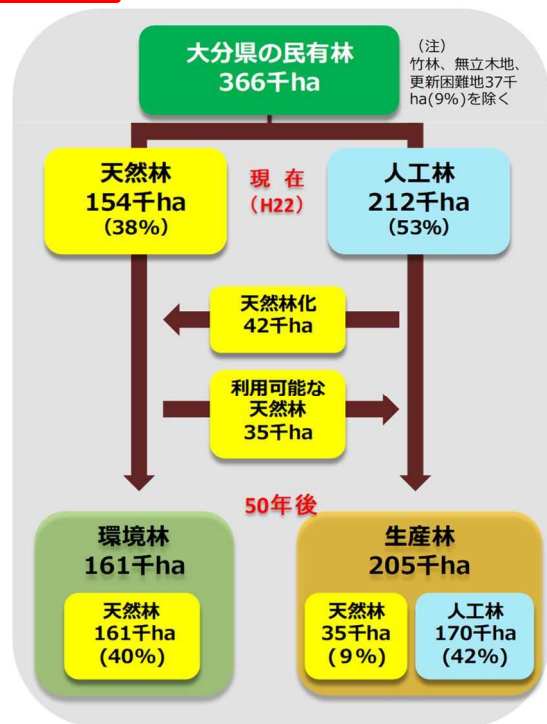 大分県の民有林
366千ha
（注）
竹林、無立木地、
更新困難地37千
ha(9%)を除く
天然林
154千ha
(38%)
現 在
(H22)
人工林
212千ha
(53%)
天然林化
42千ha
利用可能な
天然林
35千ha
50年後
環境林
161千ha
天然林
161千ha
(40%)
生産林
205千ha
天然林
35千ha
(9%)
人工林
170千ha
(42%)